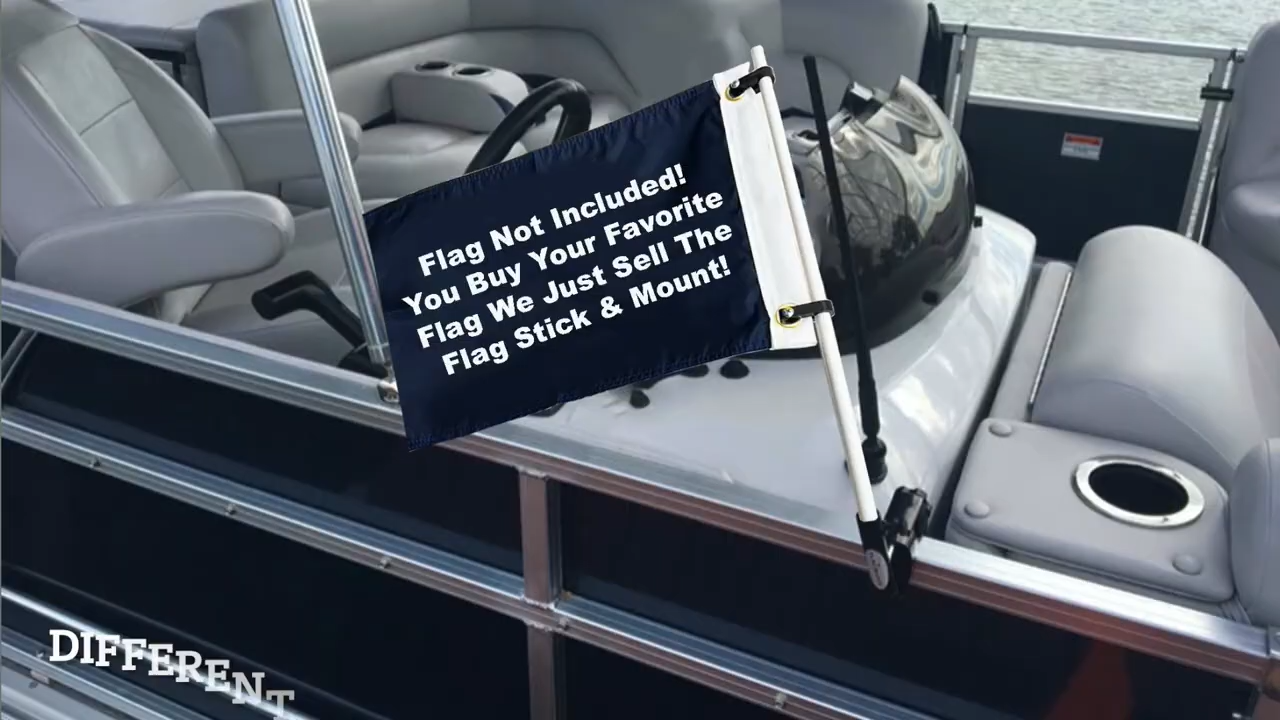 Flag Not Included!
You Buy Your Favorite
Flag We Just Sell The
Flag Stick & Mount!
DIFFERENT